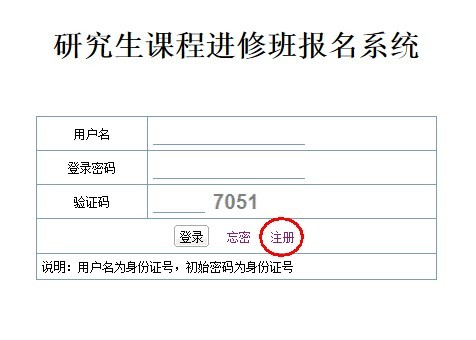 研究生课程进修班报名系统
用户名
登录密码
验证码 7051
登录 忘密 注册
说明：用户名为身份证号，初始密码为身份证号